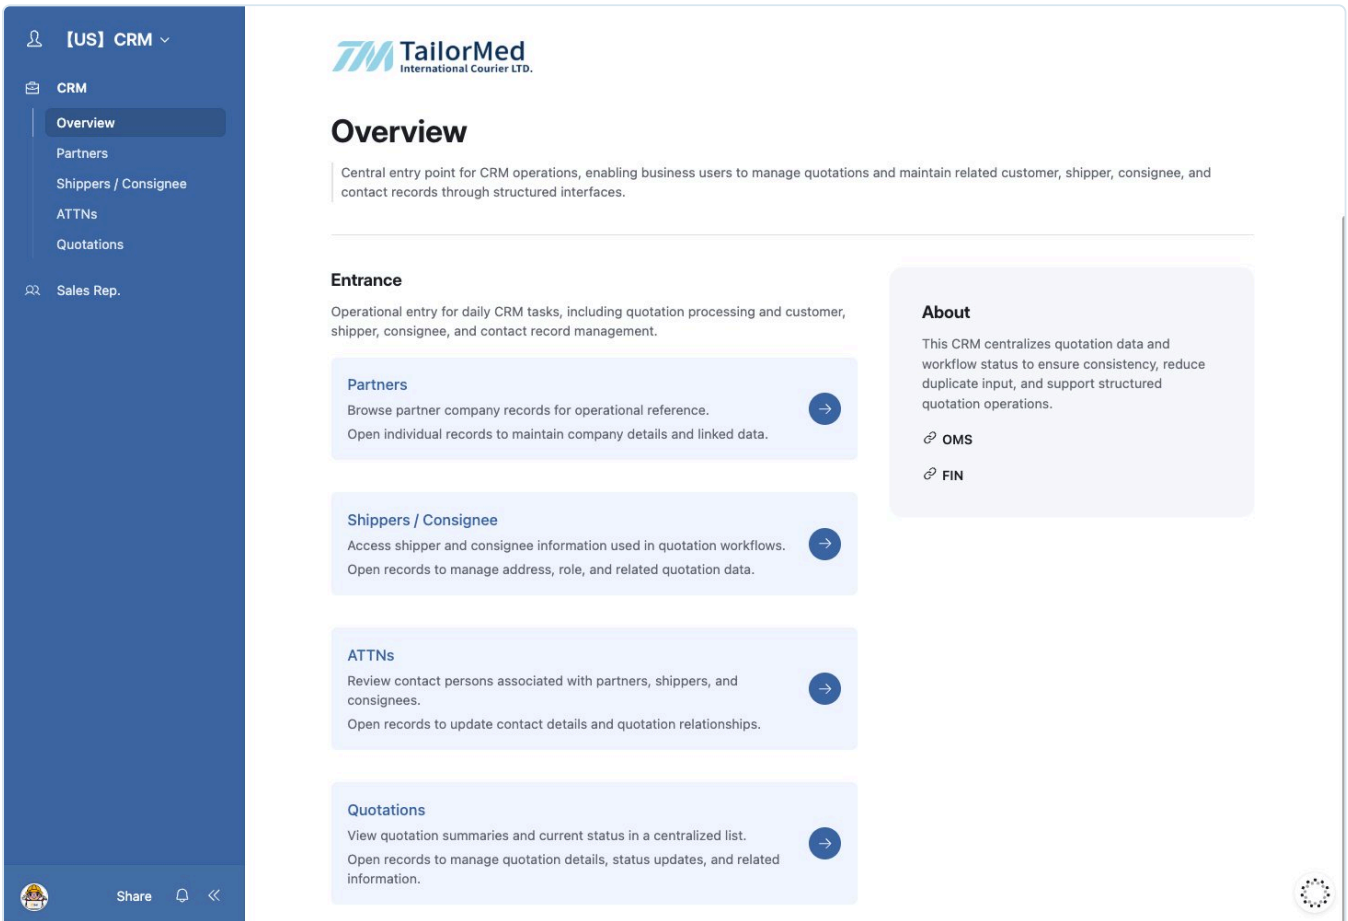 【US】CRM
CRM
Overview
Partners
Shippers / Consignee
ATTNs
Quotations
Sales Rep.
Share
TM TailorMed
International Courier LTD.
Overview
Central entry point for CRM operations, enabling business users to manage quotations and maintain related customer, shipper, consignee, and
contact records through structured interfaces.
Entrance
Operational entry for daily CRM tasks, including quotation processing and customer,
shipper, consignee, and contact record management.
Partners
Browse partner company records for operational reference.
Open individual records to maintain company details and linked data.
Shippers / Consignee
Access shipper and consignee information used in quotation workflows.
Open records to manage address, role, and related quotation data.
ATTNs
Review contact persons associated with partners, shippers, and
consignees.
Open records to update contact details and quotation relationships.
Quotations
View quotation summaries and current status in a centralized list.
Open records to manage quotation details, status updates, and related
information.
About
This CRM centralizes quotation data and
workflow status to ensure consistency, reduce
duplicate input, and support structured
quotation operations.
OMS
FIN